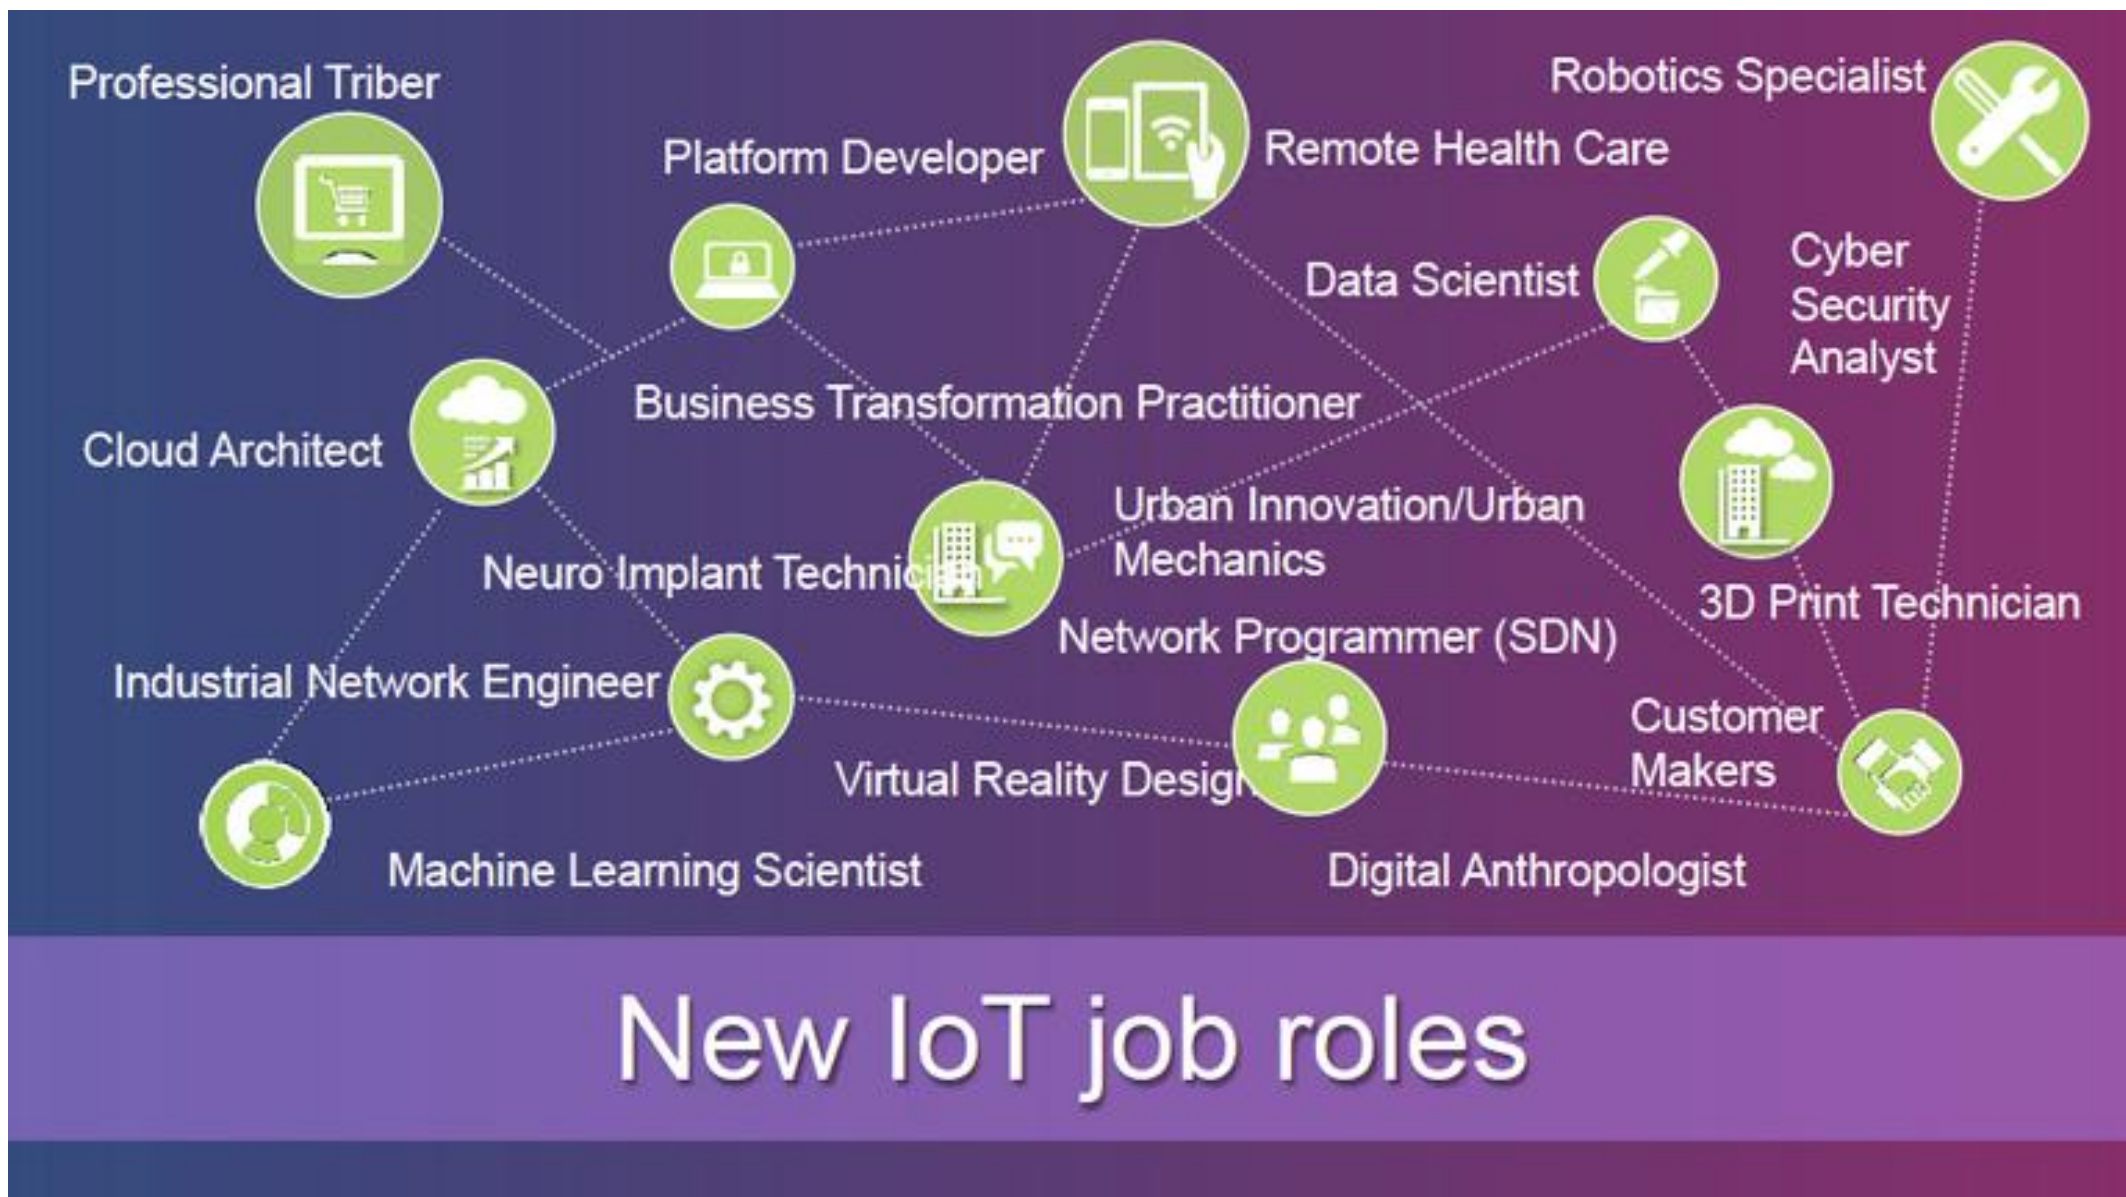 Professional Triber
Robotics Specialist
Platform Developer
Remote Health Care
Data Scientist
Cyber
Security
Analyst
Business Transformation Practitioner
Cloud Architect
Urban Innovation/Urban
Mechanics
Neuro Implant Technician
3D Print Technician
Network Programmer (SDN)
Industrial Network Engineer
Customer
Makers
Virtual Reality Design
Machine Learning Scientist
Digital Anthropologist
New IoT job roles